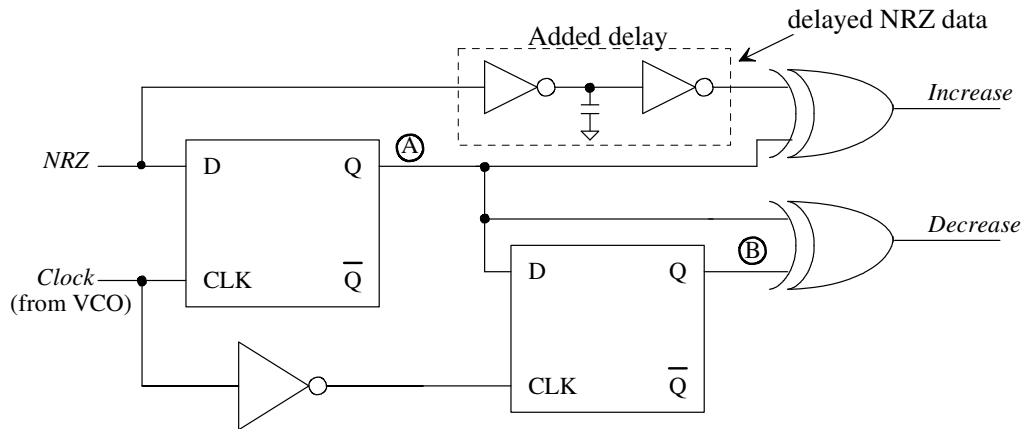 delayed NRZ data
Added delay
Increase
A
NRZ
D
Q
Decrease
B
Clock
(from VCO)
CLK
Q
D
Q
CLK
Q